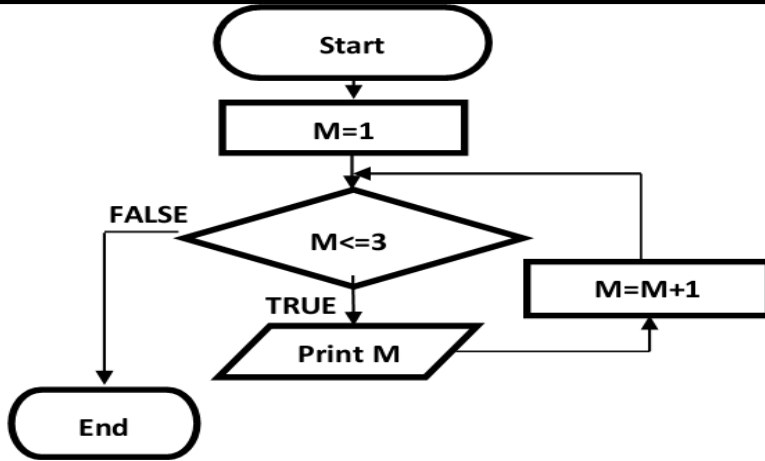 Start
M=1
FALSE
M<=3
M=M+1
TRUE
Print M
End